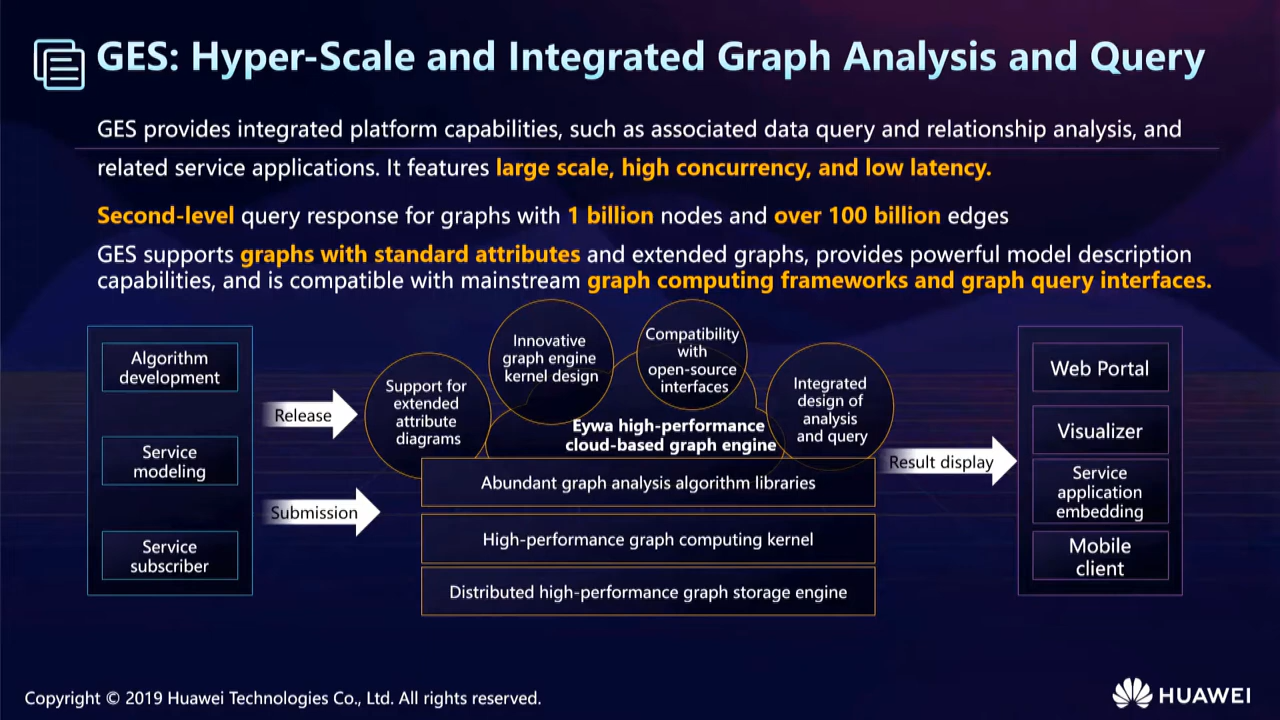 GES: Hyper-Scale and Integrated Graph Analysis and Query
GES provides integrated platform capabilities, such as associated data query and relationship analysis, and
related service applications. It features large scale, high concurrency, and low latency.
Second-level query response for graphs with 1 billion nodes and over 100 billion edges
GES supports graphs with standard attributes and extended graphs, provides powerful model description
capabilities, and is compatible with mainstream graph computing frameworks and graph query interfaces.
Algorithm
development
Service
modeling
Service
subscriber
Release
Submission
Support for
extended
attribute
diagrams
Innovative
graph engine
kernel design
Compatibility
with
open-source
interfaces
Integrated
design of
analysis
and query
Eywa high-performance
cloud-based graph engine
Abundant graph analysis algorithm libraries
High-performance graph computing kernel
Distributed high-performance graph storage engine
Result display
Web Portal
Visualizer
Service
application
embedding
Mobile
client
Copyright © 2019 Huawei Technologies Co., Ltd. All rights reserved.
HUAWEI